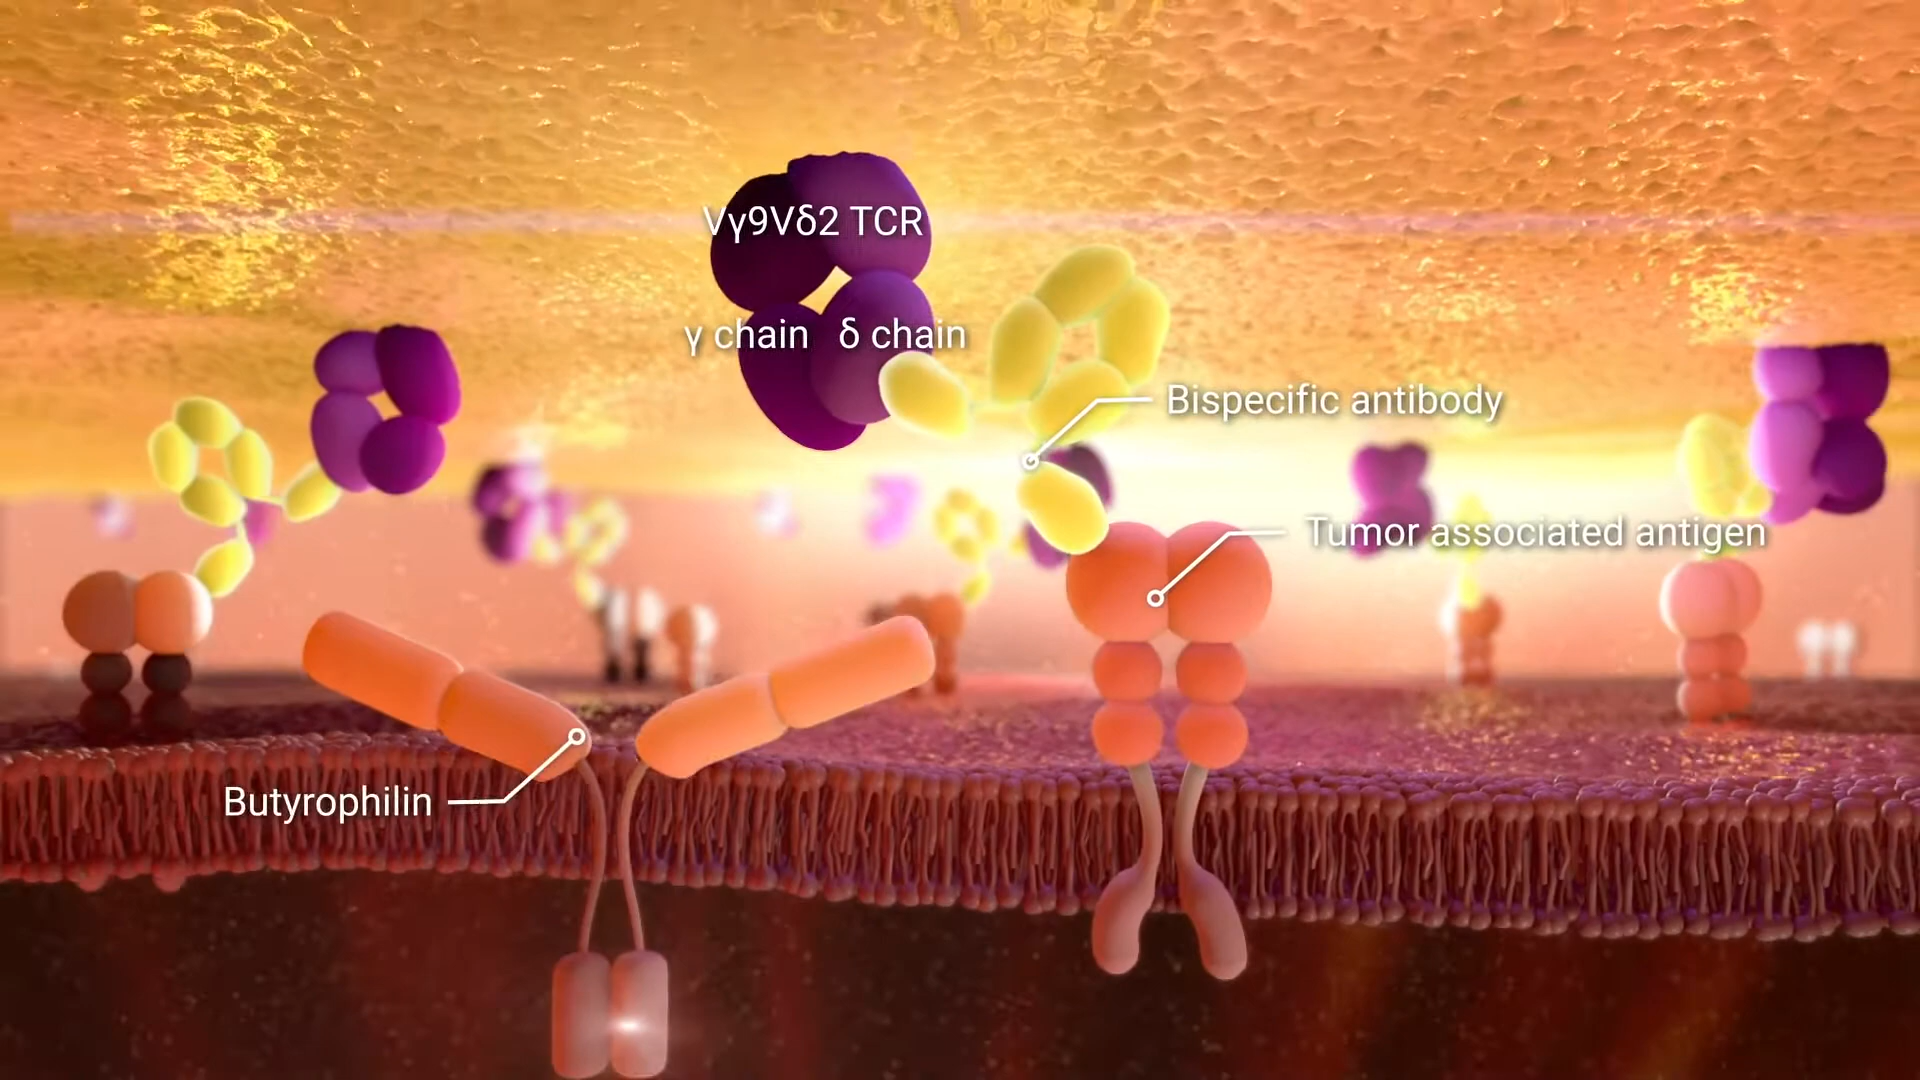 Vγ9Vδ2 TCR
γ chain δ chain
Bispecific antibody
Tumor associated antigen
Butyrophilin